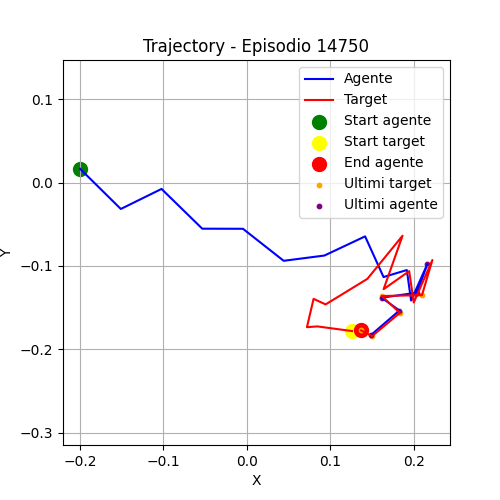 Trajectory - Episodio 14750
Agente
Target
Start agente
Start target
End agente
Ultimi target
Ultimi agente
0.1
0.0
−0.1
−0.2
−0.3
Y
−0.2
−0.1
0.0
0.1
0.2
X